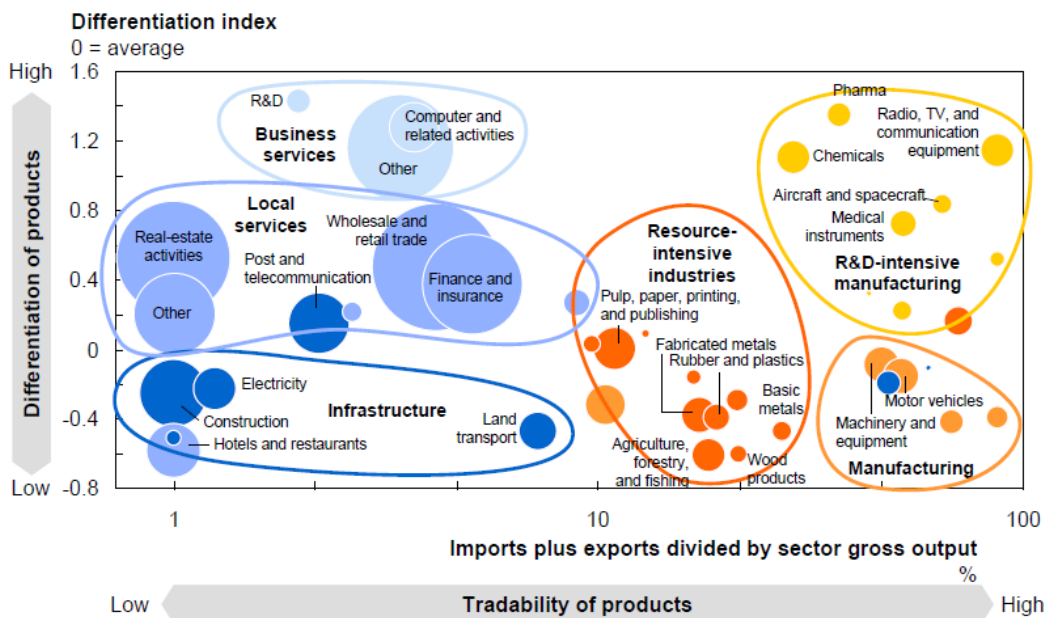 Differentiation index
0 = average
High
Differentiation of products
Low
1.6
1.2
0.8
0.4
0
-0.4
-0.8
R&D
Business
services
Computer and
related activities
Other
Pharma
Radio, TV, and
communication
equipment
Chemicals
Aircraft and spacecraft
Medical
instruments
R&D-intensive
manufacturing
Local
services
Real-estate
activities
Wholesale and
retail trade
Post and
telecommunication
Finance and
insurance
Other
Resource-
intensive
industries
Pulp, paper, printing,
and publishing
Fabricated metals
Rubber and plastics
Basic
metals
Agriculture,
forestry,
and fishing
Wood
products
Electricity
Infrastructure
Construction
Hotels and restaurants
Land
transport
Motor vehicles
Machinery and
equipment
Manufacturing
1
10
100
Imports plus exports divided by sector gross output
%
Low
Tradability of products
High